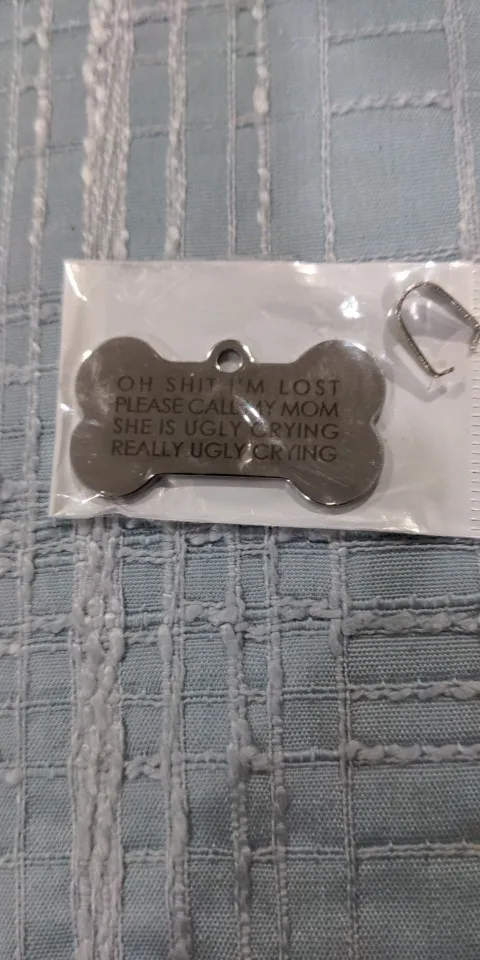 OH SHIT I'M LOST
PLEASE CALL MY MOM
SHE IS UGLY CRYING
REALLY UGLY CRYING